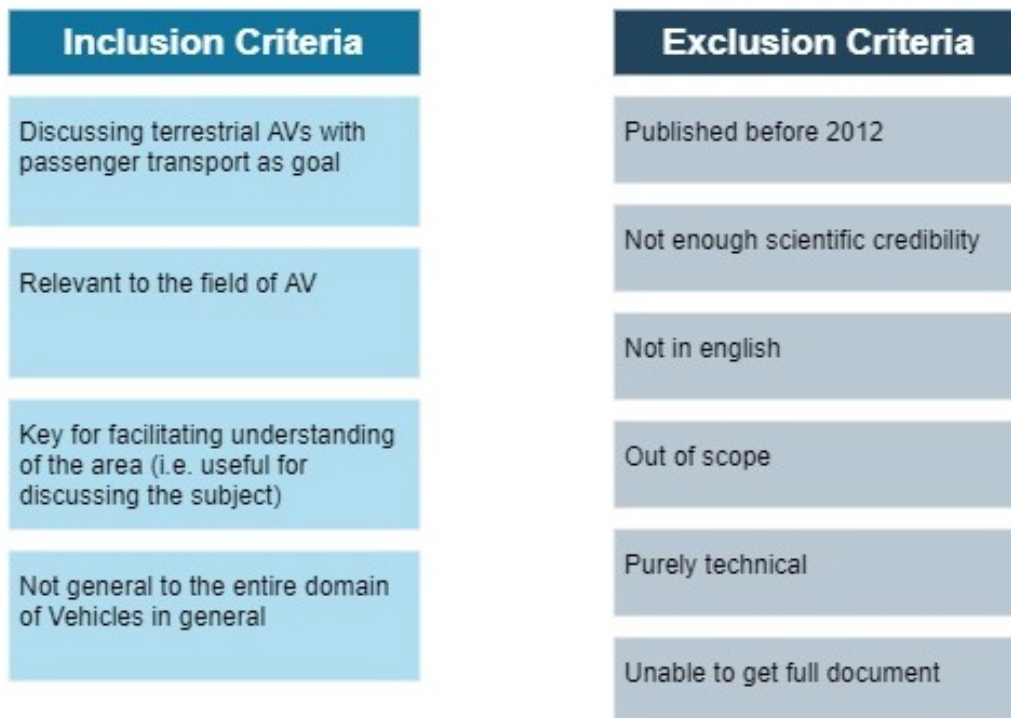 Inclusion Criteria
Discussing terrestrial AVs with
passenger transport as goal
Relevant to the field of AV
Key for facilitating understanding
of the area (i.e. useful for
discussing the subject)
Not general to the entire domain
of Vehicles in general
Exclusion Criteria
Published before 2012
Not enough scientific credibility
Not in english
Out of scope
Purely technical
Unable to get full document